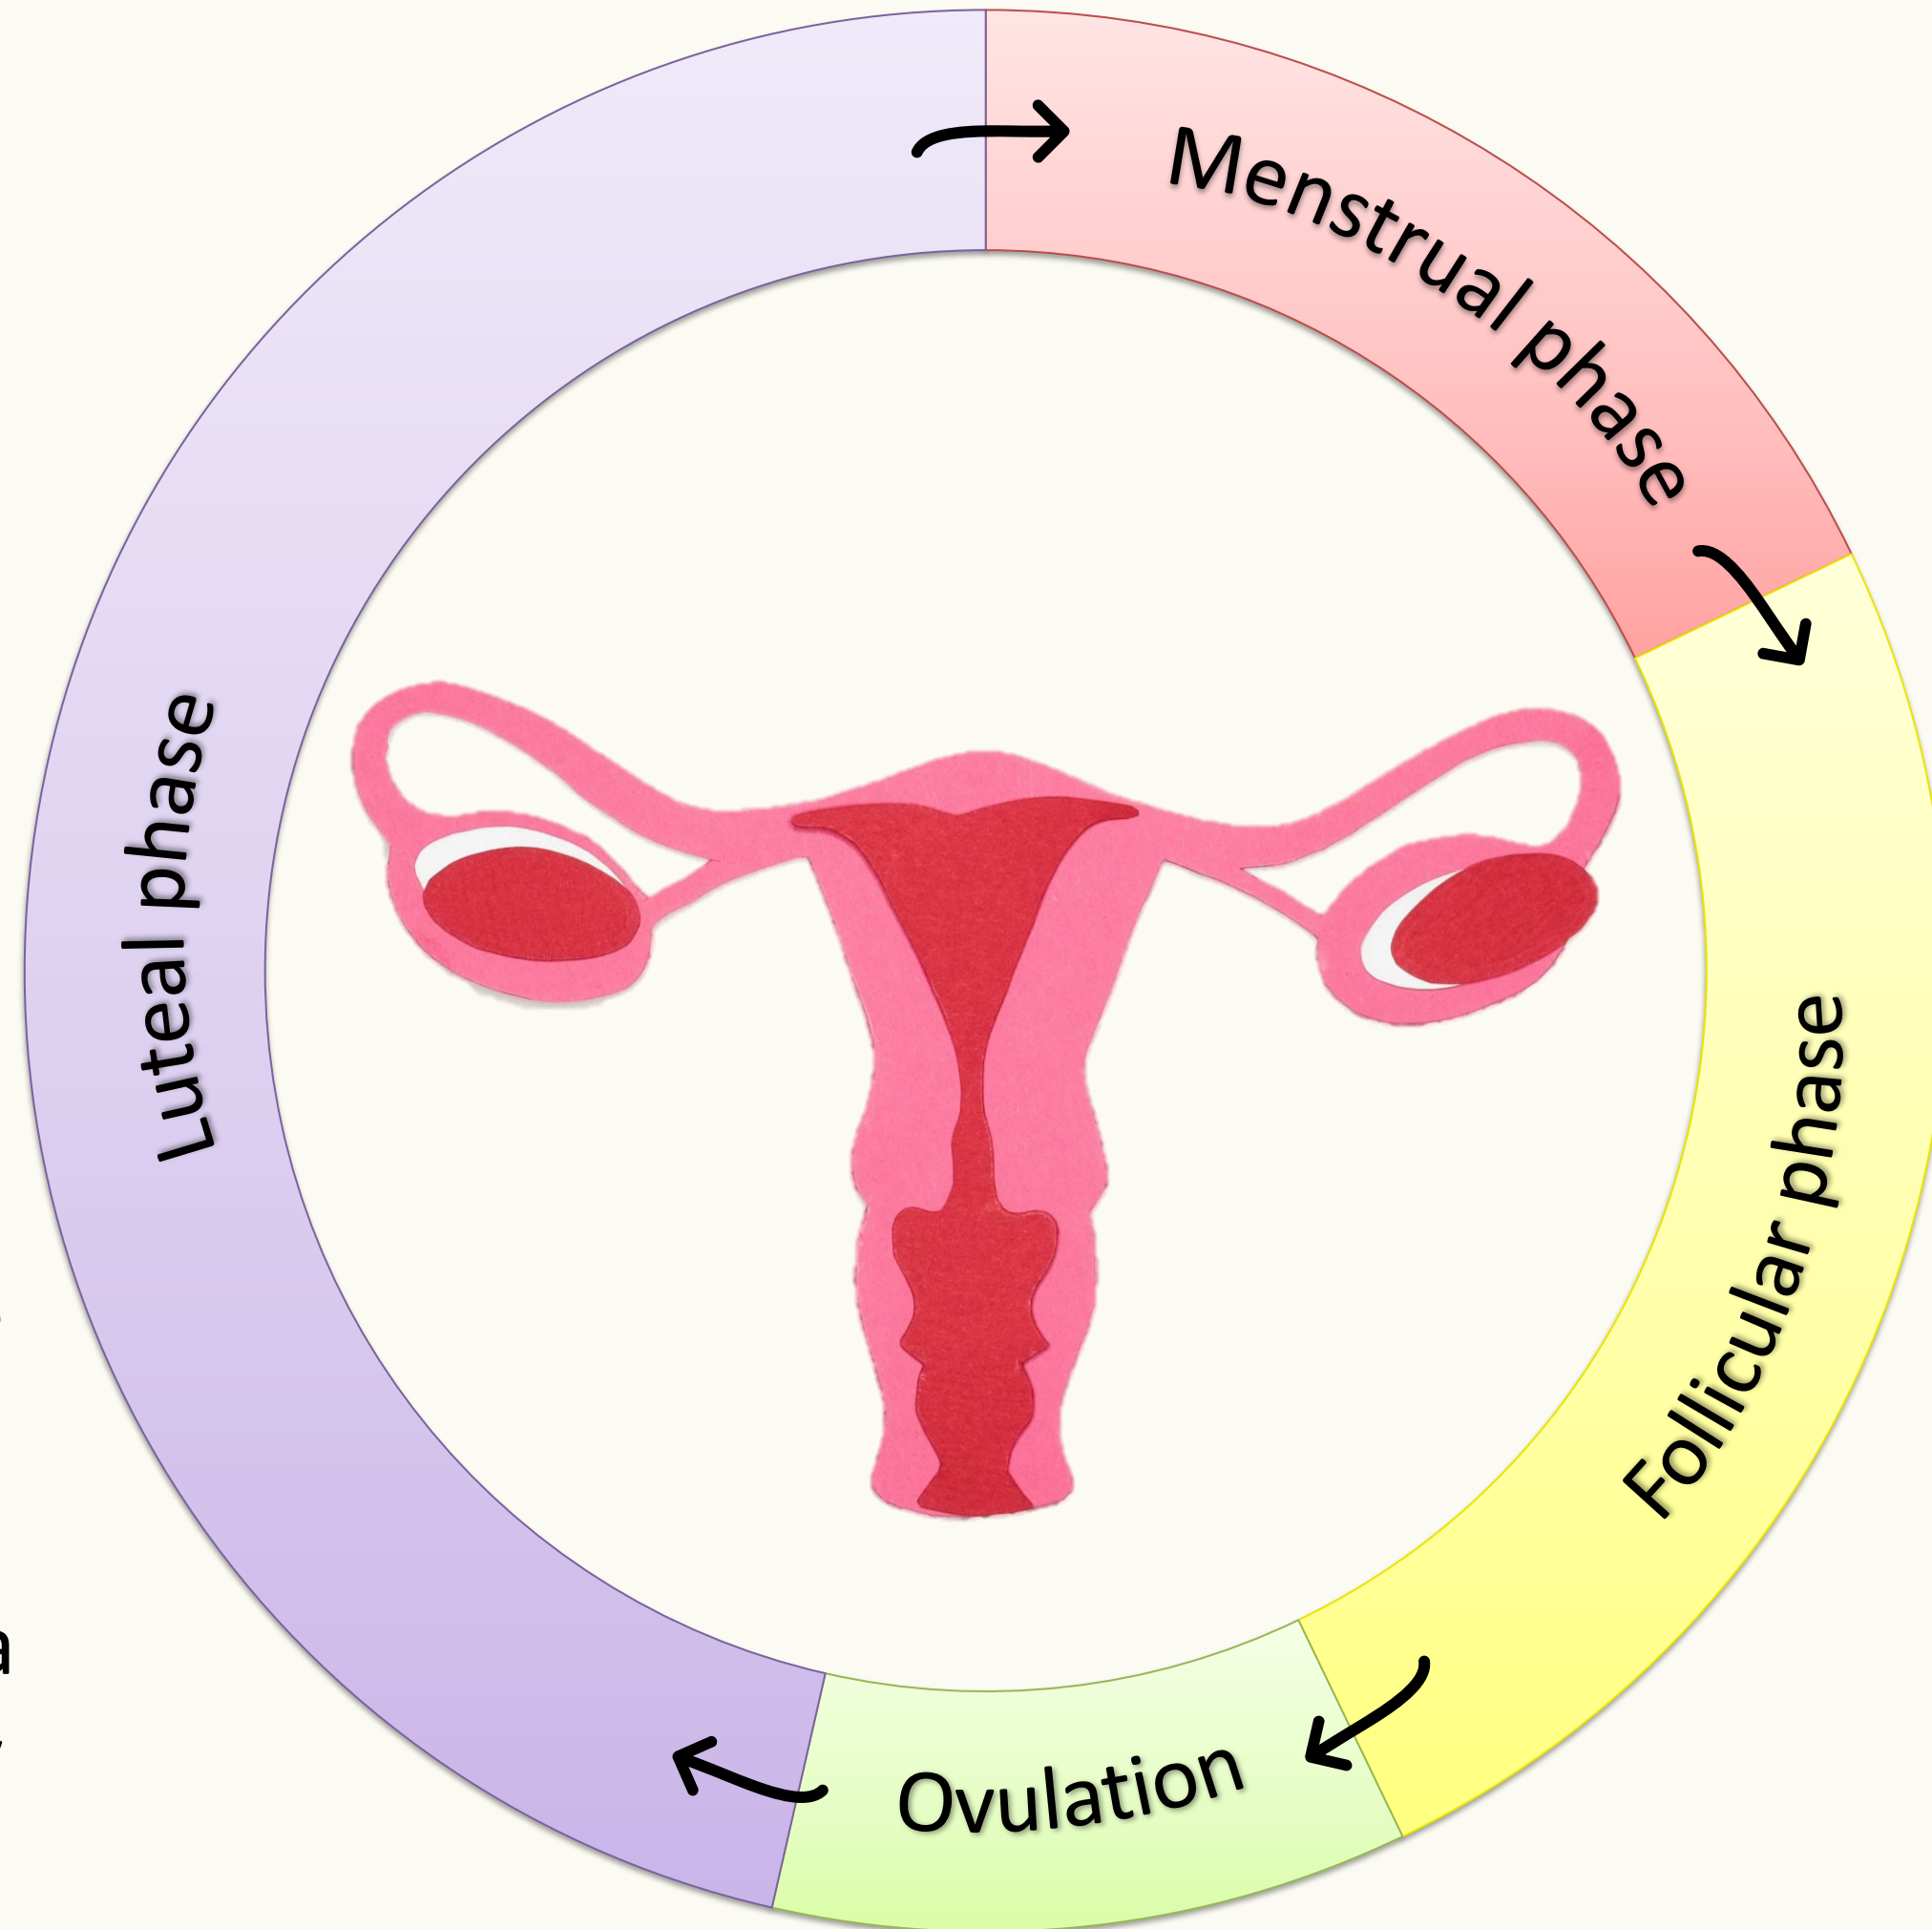 Menstrual phase
Follicular phase
Ovulation
Luteal phase
a